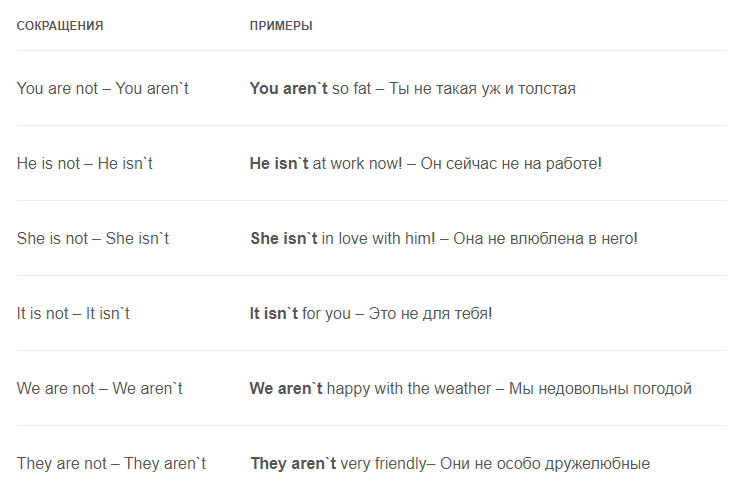 СОКРАЩЕНИЯ ПРИМЕРЫ
You are not – You aren`t You aren`t so fat – Ты не такая уж и толстая
He is not – He isn`t He isn`t at work now! – Он сейчас не на работе!
She is not – She isn`t She isn`t in love with him! – Она не влюблена в него!
It is not – It isn`t It isn`t for you – Это не для тебя!
We are not – We aren`t We aren`t happy with the weather – Мы недовольны погодой
They are not – They aren`t They aren`t very friendly– Они не особо дружелюбные